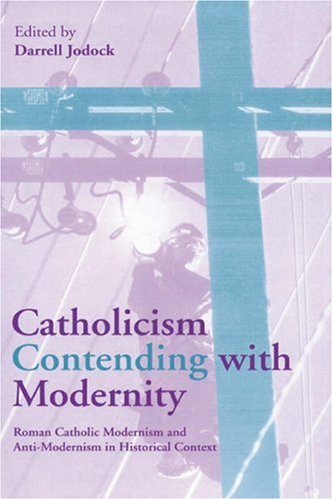 Edited by
Darrell Jodock
Catholicism
Contending with
Modernity
Roman Catholic Modernism and
Anti-Modernism in Historical Context